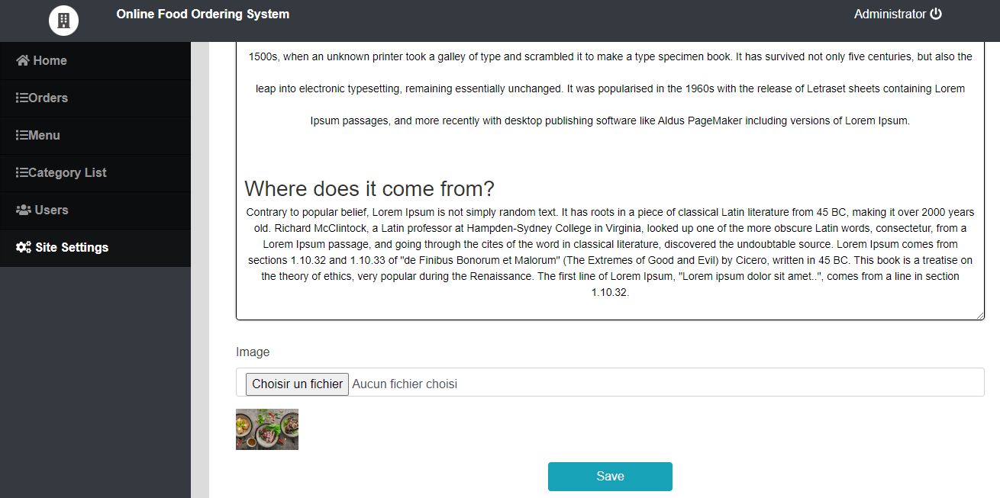 Online Food Ordering System
Administrator
Home
Orders
Menu
Category List
Users
Site Settings
1500s, when an unknown printer took a galley of type and scrambled it to make a type specimen book. It has survived not only five centuries, but also the
leap into electronic typesetting, remaining essentially unchanged. It was popularised in the 1960s with the release of Letraset sheets containing Lorem
Ipsum passages, and more recently with desktop publishing software like Aldus PageMaker including versions of Lorem Ipsum.
Where does it come from?
Contrary to popular belief, Lorem Ipsum is not simply random text. It has roots in a piece of classical Latin literature from 45 BC, making it over 2000 years
old. Richard McClintock, a Latin professor at Hampden-Sydney College in Virginia, looked up one of the more obscure Latin words, consectetur, from a
Lorem Ipsum passage, and going through the cites of the word in classical literature, discovered the undoubtable source. Lorem Ipsum comes from
sections 1.10.32 and 1.10.33 of "de Finibus Bonorum et Malorum" (The Extremes of Good and Evil) by Cicero, written in 45 BC. This book is a treatise on
the theory of ethics, very popular during the Renaissance. The first line of Lorem Ipsum, "Lorem ipsum dolor sit amet..", comes from a line in section
1.10.32.
Image
Choisir un fichier Aucun fichier choisi
Save